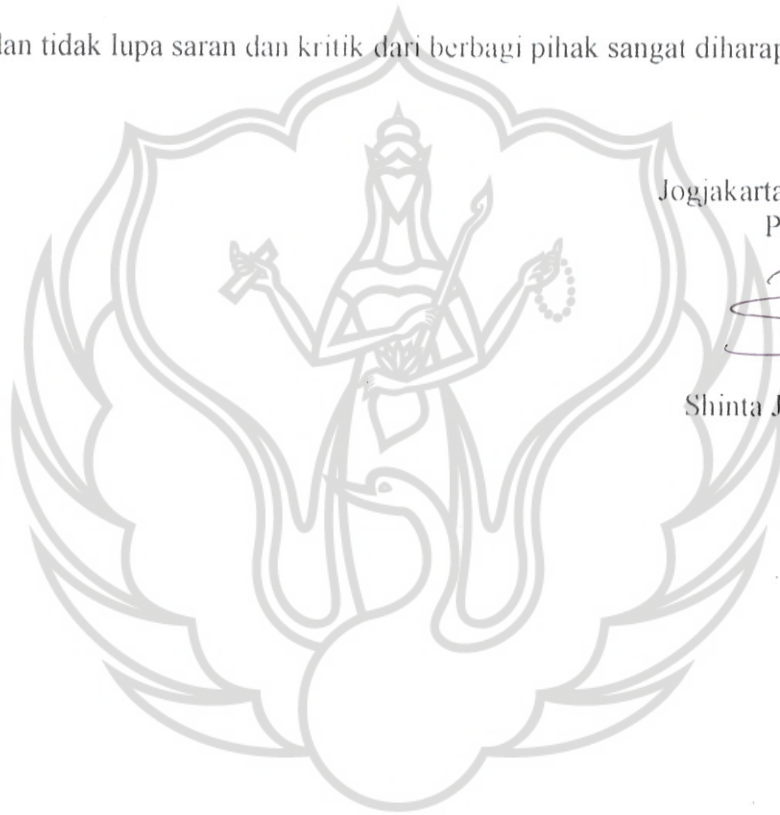 dan tidak lupa saran dan kritik dari berbagi pihak sangat diharap
Jogjakarta
P
Shinta J